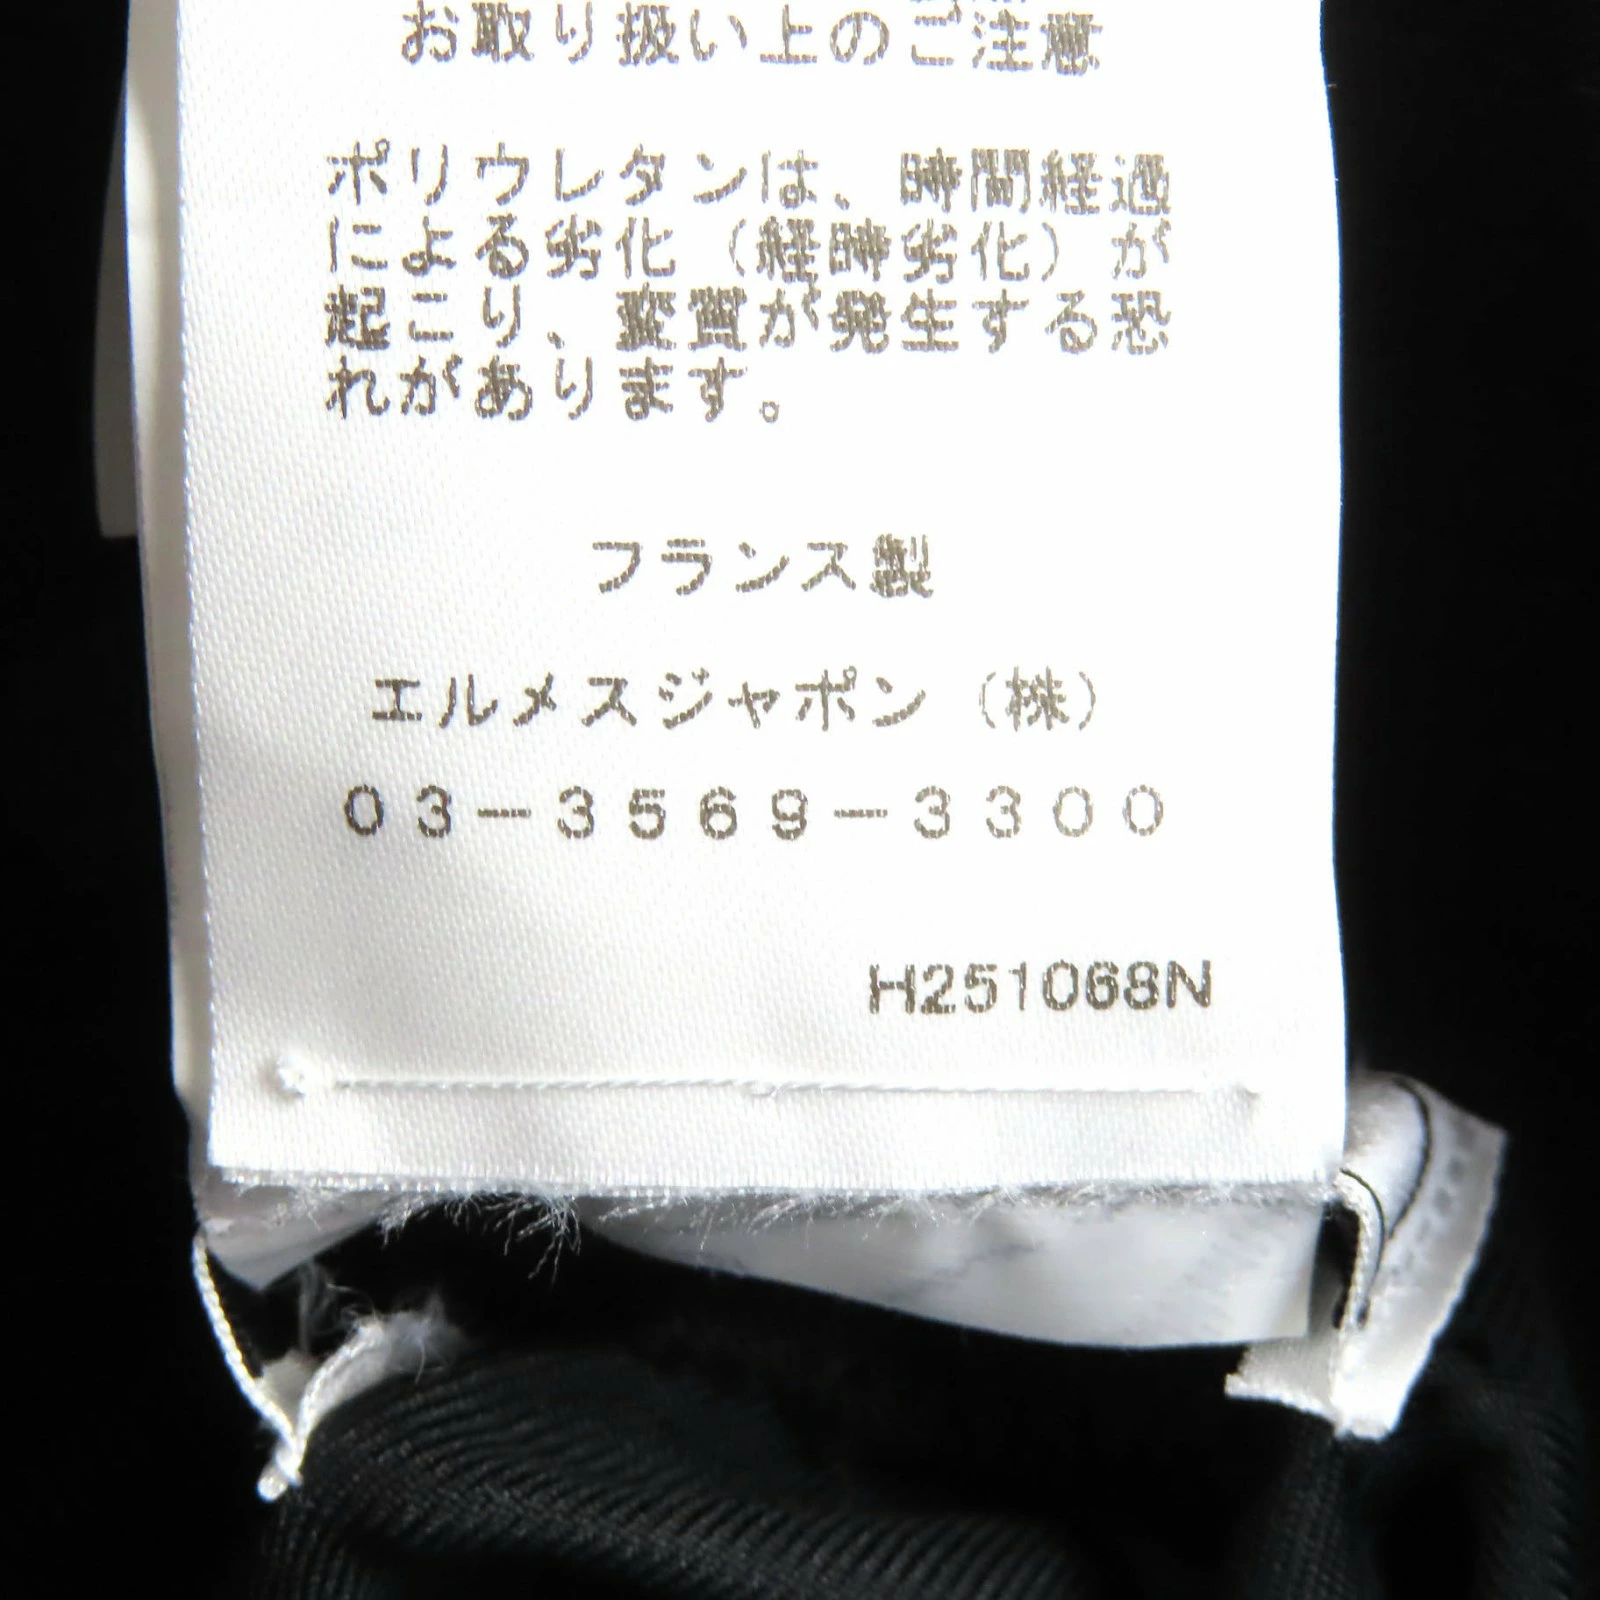 お取り扱い上のご注意
ポリウレタンは、時間経過
による劣化（経時劣化）が
起こり、変質が発生する恐
れがあります。
フランス製
エルメスジャポン（株）
03-3569-3300
H251068N